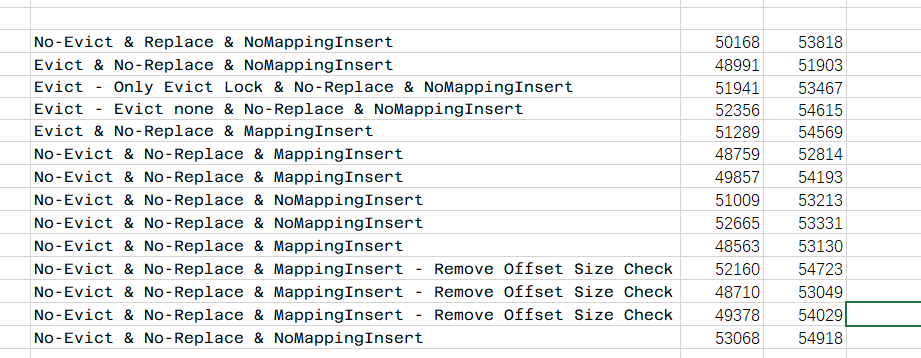 No-Evict & Replace & NoMappingInsert 50168 53818
Evict & No-Replace & NoMappingInsert 48991 51903
Evict - Only Evict Lock & No-Replace & NoMappingInsert 51941 53467
Evict - Evict none & No-Replace & NoMappingInsert 52356 54615
Evict & No-Replace & MappingInsert 51289 54569
No-Evict & No-Replace & MappingInsert 48759 52814
No-Evict & No-Replace & MappingInsert 49857 54193
No-Evict & No-Replace & NoMappingInsert 51009 53213
No-Evict & No-Replace & NoMappingInsert 52665 53331
No-Evict & No-Replace & MappingInsert 48563 53130
No-Evict & No-Replace & MappingInsert - Remove Offset Size Check 52160 54723
No-Evict & No-Replace & MappingInsert - Remove Offset Size Check 48710 53049
No-Evict & No-Replace & MappingInsert - Remove Offset Size Check 49378 54029
No-Evict & No-Replace & NoMappingInsert 53068 54918